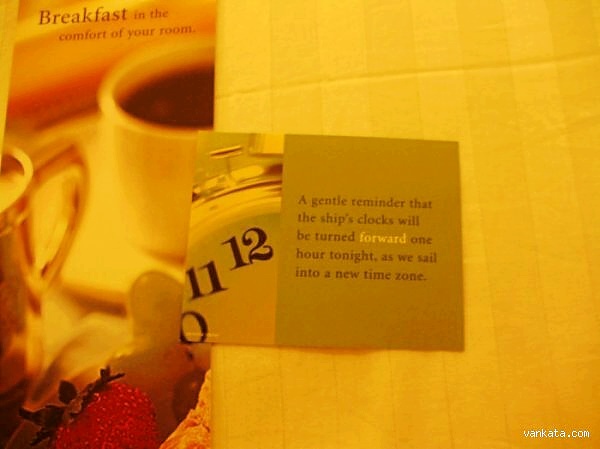 Breakfast in the
comfort of your room.
12
11
A gentle reminder that
the ship's clocks will
be turned forward one
hour tonight, as we sail
into a new time zone.
vankata.com